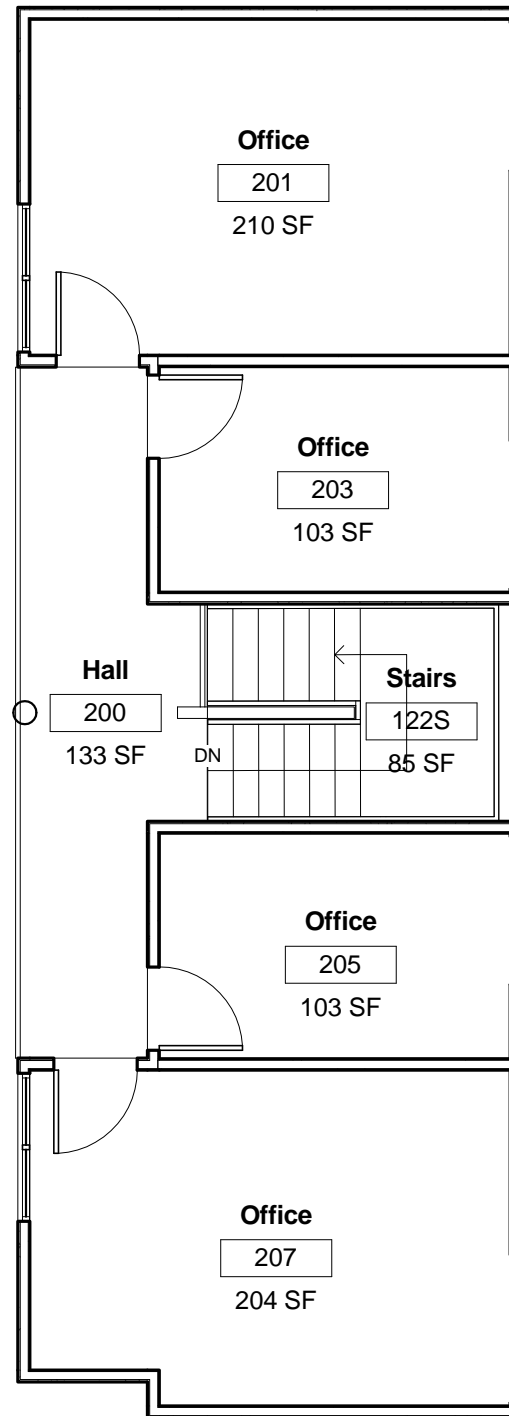 Office
201
210 SF
Office
203
103 SF
Hall
200
133 SF
DN
Stairs
122S
85 SF
Office
205
103 SF
Office
207
204 SF